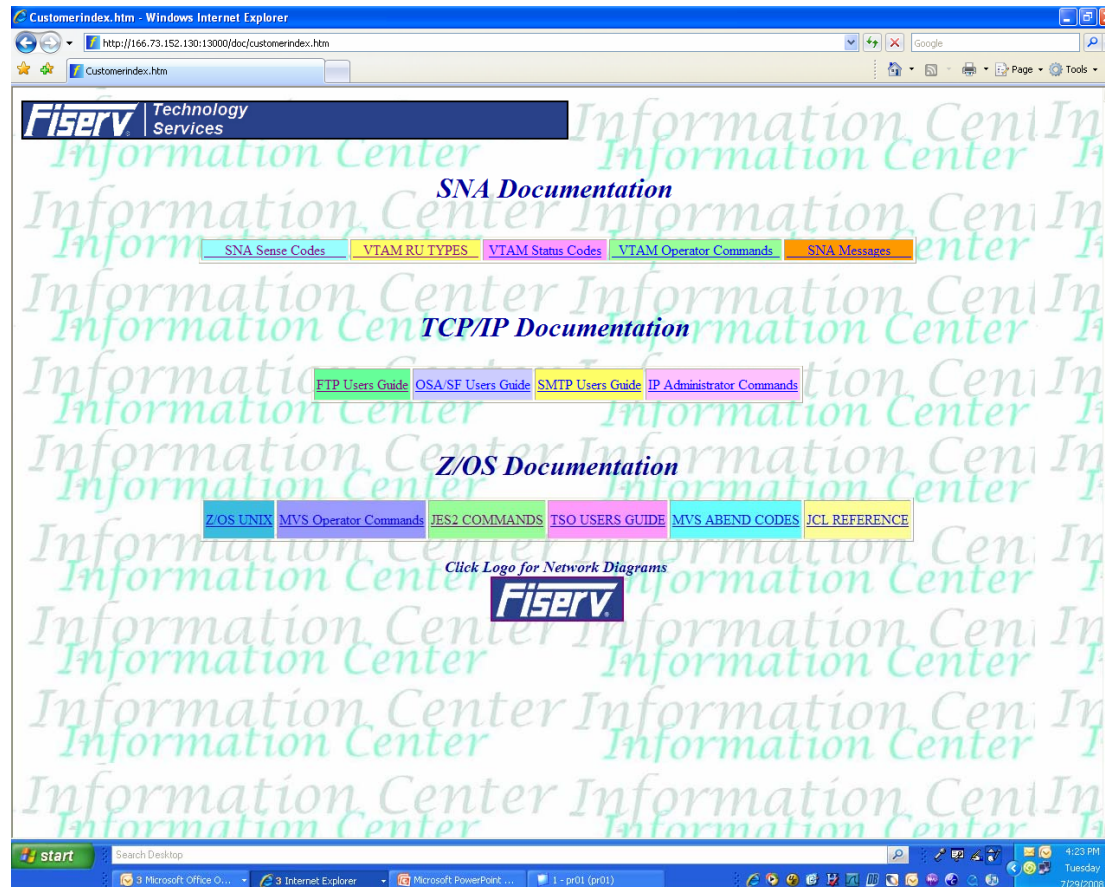 Customerindex.htm - Windows Internet Explorer
http://166.73.152.130:13000/doc/customerindex.htm
Google
Customerindex.htm
Page
Tools
Fiserv. Technology Services
Information Center
SNA Documentation
SNA Sense Codes VTAM RU TYPES VTAM Status Codes VTAM Operator Commands SNA Messages
TCP/IP Documentation
FTP Users Guide OSA/SF Users Guide SMTP Users Guide IP Administrator Commands
Z/OS Documentation
Z/OS UNIX MVS Operator Commands JES2 COMMANDS TSO USERS GUIDE MVS ABEND CODES JCL REFERENCE
Click Logo for Network Diagrams
Fiserv.
start
Search Desktop
4:23 PM
3 Microsoft Office O... 3 Internet Explorer Microsoft PowerPoint ... 1 - pr01 (pr01)
Tuesday
7/29/2008